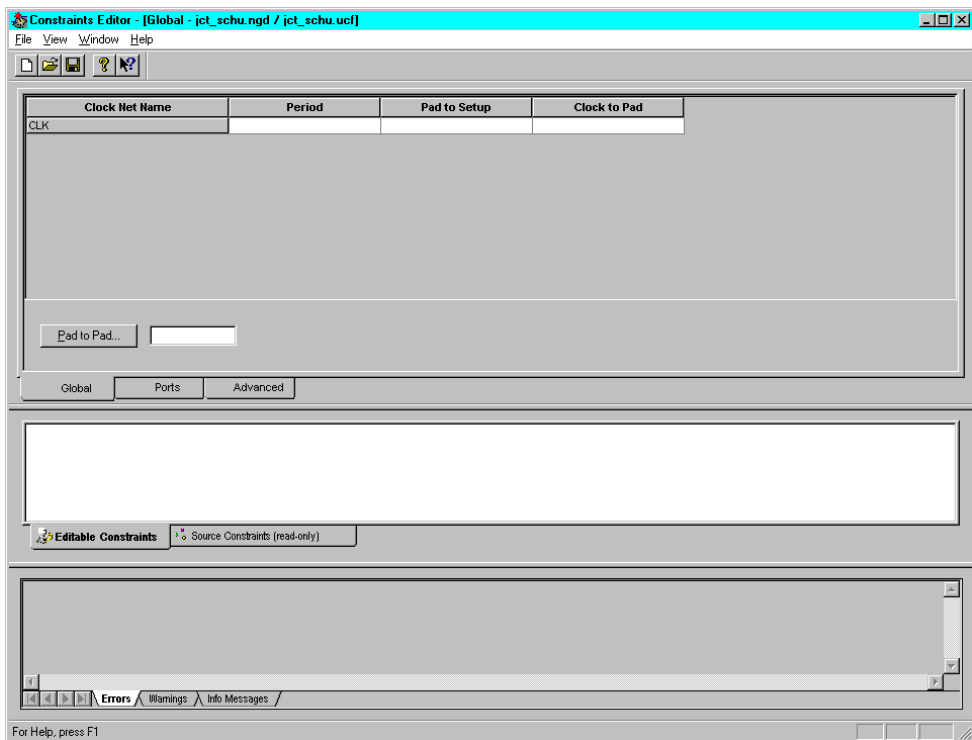 Constraints Editor - [Global - jct_schu.ngd / jct_schu.ucf]
File View Window Help
Clock Net Name Period Pad to Setup Clock to Pad
CLK
Pad to Pad...
Global Ports Advanced
Editable Constraints Source Constraints (read-only)
Errors Warnings Info Messages
For Help, press F1